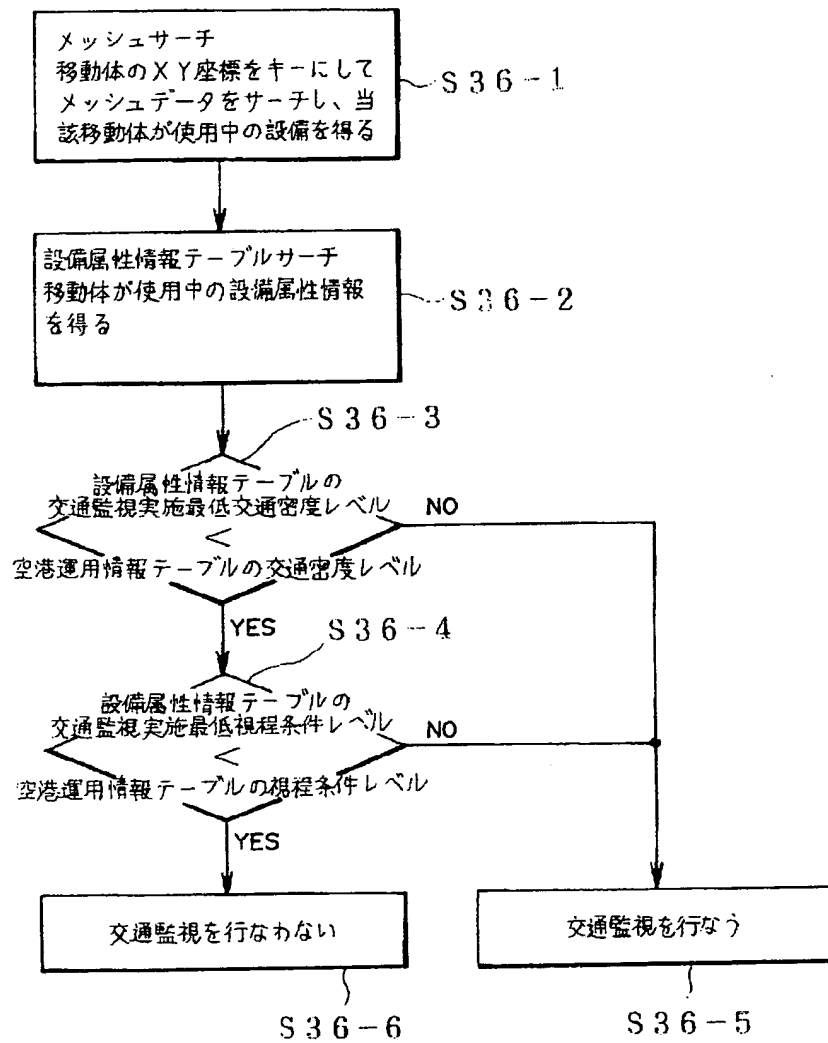 メッシュサーチ
移動体のXY座標をキーにして
メッシュデータをサーチし、当
該移動体が使用中の設備を得る
S36-1
設備属性情報テーブルサーチ
移動体が使用中の設備属性情報
を得る
S36-2
S36-3
設備属性情報テーブルの
交通監視実施最低交通密度レベル
<
空港運用情報テーブルの交通密度レベル
NO
YES
S36-4
設備属性情報テーブルの
交通監視実施最低視程条件レベル
<
空港運用情報テーブルの視程条件レベル
NO
YES
交通監視を行なわない
交通監視を行なう
S36-6
S36-5